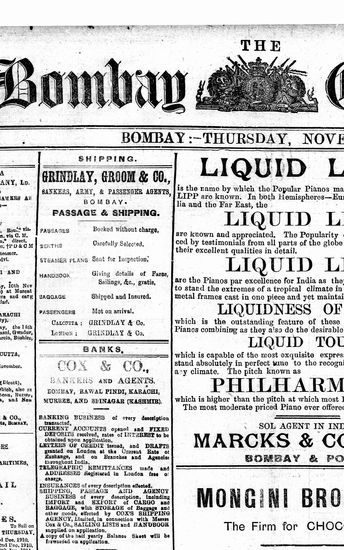 THE
Bombay
BOMBAY:-THURSDAY, NOVE
SHIPPING.
GRINDLAY, GROOM & CO.,
BANKERS, ARMY, & PASSENGER AGENTS,
BOMBAY.
PASSAGE & SHIPPING.
PASSAGES Booked without charge.
BERTHS Carefully Selected.
STEAMER PLANS Sent for Inspection.
HANDBOOK Giving details of Fares,
Sailings, &c., gratis.
BAGGAGE Shipped and Insured.
PASSENGERS Met on arrival.
CALCUTTA: GRINDLAY & Co.
LONDON: GRINDLAY & Co.
BANKS.
COX & CO.,
BANKERS AND AGENTS.
BOMBAY, RAWAL PINDI, KARACHI,
MURREE AND SRINAGAR (KASHMIR).
BANKING BUSINESS of every description
transacted.
CURRENT ACCOUNTS opened and FIXED
DEPOSITS received, rates of INTEREST to be
obtained upon application.
LETTERS OF CREDIT issued, and DRAFTS
granted on London at the Current Rate of
Exchange, and on Branches and Agents
throughout India.
TELEGRAPHIC REMITTANCES made and
ADDRESSES Registered in London free of
charge.
INSURANCES of every description effected.
SHIPPING, PASSAGE AND AGENCY
BUSINESS of every description, including
IMPORT and EXPORT of CARGO and
BAGGAGE, with STORAGE of Baggage and
other goods, effected by COX'S SHIPPING
AGENCY, Limited, in connection with Messrs
Cox & Co., SAILING LISTS and HANDBOOK
supplied on application.
A copy of the half yearly Balance Sheet will be
forwarded on application.
LIQUID L
is the name by which the Popular Pianos ma
LIPP are known. In both Hemispheres—Eur
lia and the Far East, the
LIQUID L
are known and appreciated. The Popularity
ced by testimonials from all parts of the globe
their excellent qualities in detail.
LIQUID L
are the Pianos par excellence for India as they
to stand the extremes of a tropical climate in
metal frames cast in one piece and yet maintai
LIQUIDNESS OF
which is the outstanding feature of these
Pianos combining as they also do the desirable
LIQUID TOU
which is capable of the most exquisite express
stand absolutely in perfect tune to the recogni
any climate. The pitch known as
PHILHARM
which is higher than the pitch at which most P
The most moderate priced Piano ever offered
SOL AGENT IN IND
MARCKS & CO
BOMBAY & PO
MONGINI BRO
The Firm for CHOC